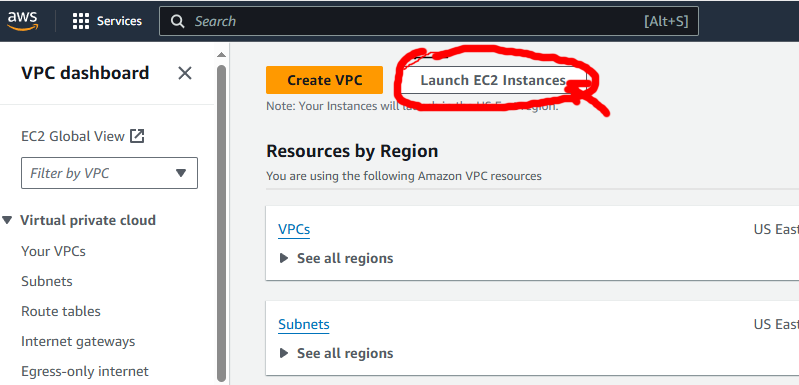 aws
Services
Search
[Alt+S]
VPC dashboard
EC2 Global View
Filter by VPC
Virtual private cloud
Your VPCs
Subnets
Route tables
Internet gateways
Egress-only internet
Create VPC
Launch EC2 Instances
Note: Your Instances will in the US region.
Resources by Region
You are using the following Amazon VPC resources
VPCs
US East
See all regions
Subnets
US East
See all regions